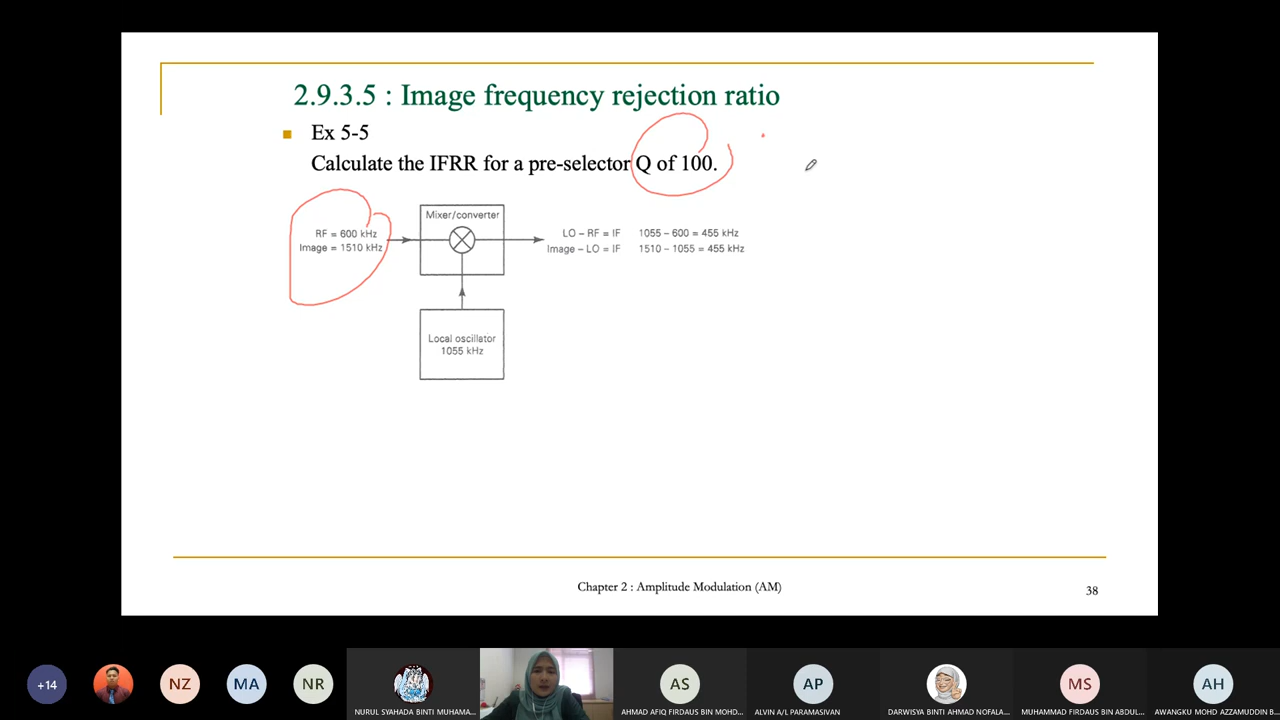 2.9.3.5 : Image frequency rejection ratio
Ex 5-5
Calculate the IFRR for a pre-selector Q of 100.
Mixer/converter
RF = 600 kHz
Image = 1510 kHz
LO – RF = IF 1055 – 600 = 455 kHz
Image – LO = IF 1510 – 1055 = 455 kHz
Local oscillator
1055 kHz
Chapter 2 : Amplitude Modulation (AM)
38
+14
NZ
MA
NR
NURUL SYAHADA BINTI MUHAMA...
AS
AHMAD AFIQ FIRDAUS BIN MOHD...
AP
ALVIN A/L PARAMASIVAN
DARWISYA BINTI AHMAD NOFALA...
MS
MUHAMMAD FIRDAUS BIN ABDUL...
AH
AWANGKU MOHD AZZAMUDDIN B...